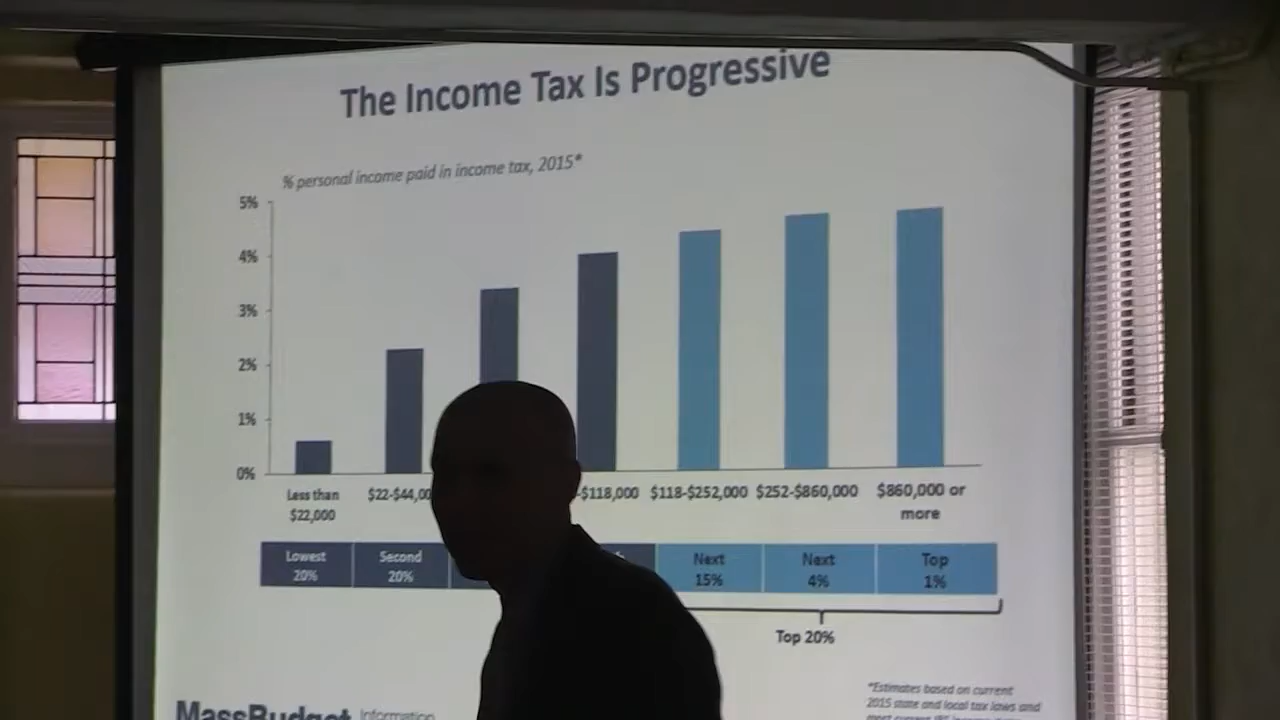 The Income Tax Is Progressive
% personal income paid in income tax, 2015*
5%
4%
3%
2%
1%
0%
Less than
$22,000
$22-$44,00
-$118,000
$118-$252,000
$252-$860,000
$860,000 or
more
Lowest
20%
Second
20%
Next
15%
Next
4%
Top
1%
Top 20%
*Estimates based on current
2015 state and local tax laws and
MassBudget Information